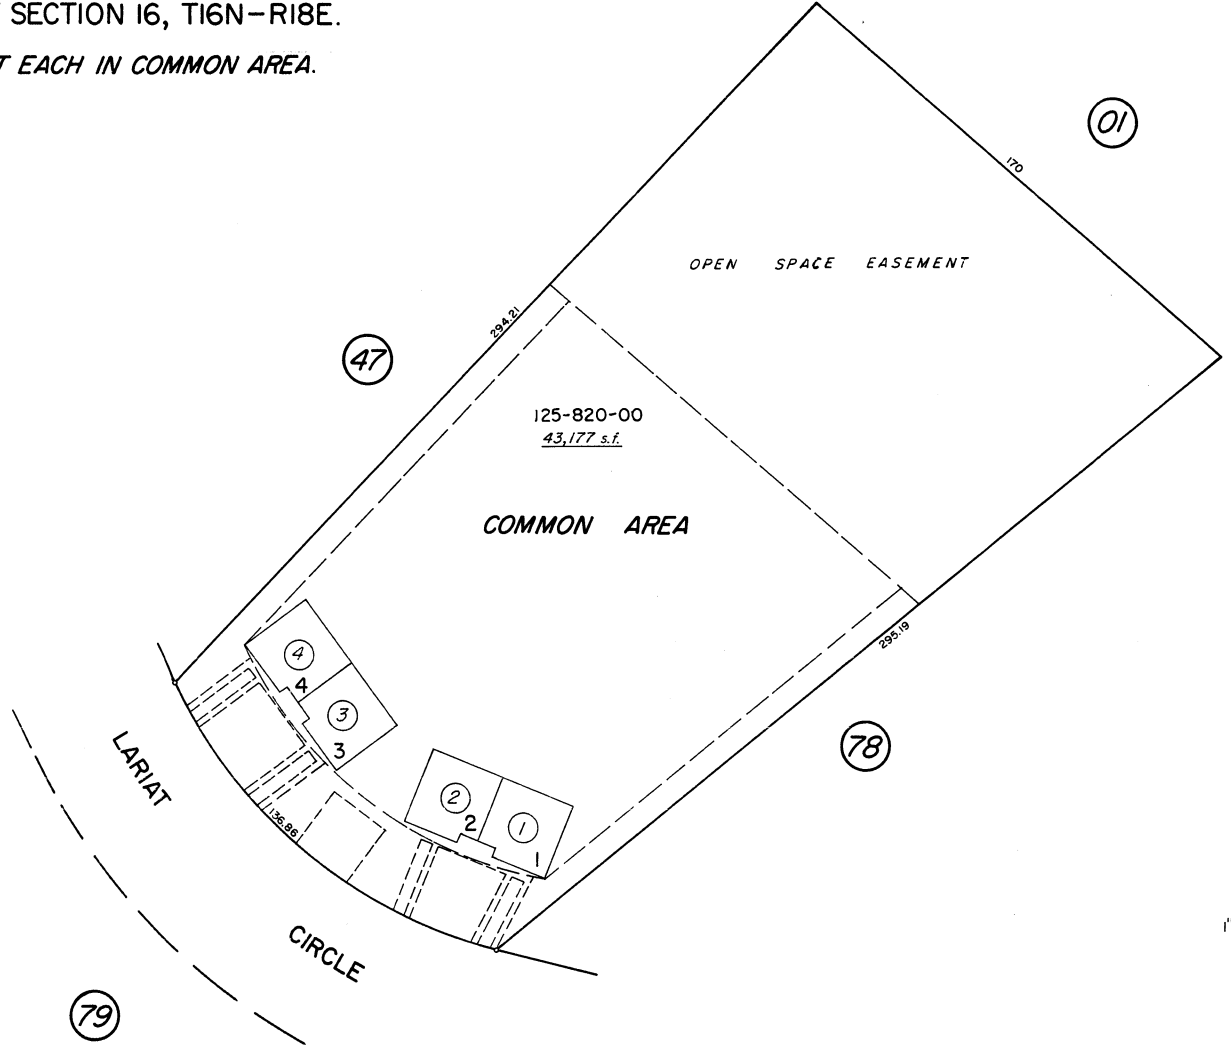 SECTION 16, T16N-R18E.
T EACH IN COMMON AREA.
01
170
OPEN SPACE EASEMENT
294.21
47
125-820-00
43,177 s.f.
COMMON AREA
295.19
4
4
3
3
78
LARIAT
2
2
1
1
136.86
CIRCLE
1"
79